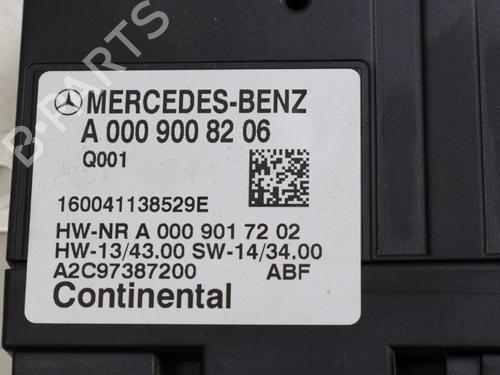 B-PARTS
MERCEDES-BENZ
A 000 900 82 06
Q001
160041138529E
HW-NR A 000 901 72 02
HW-13/43.00 SW-14/34.00
A2C97387200 ABF
Continental